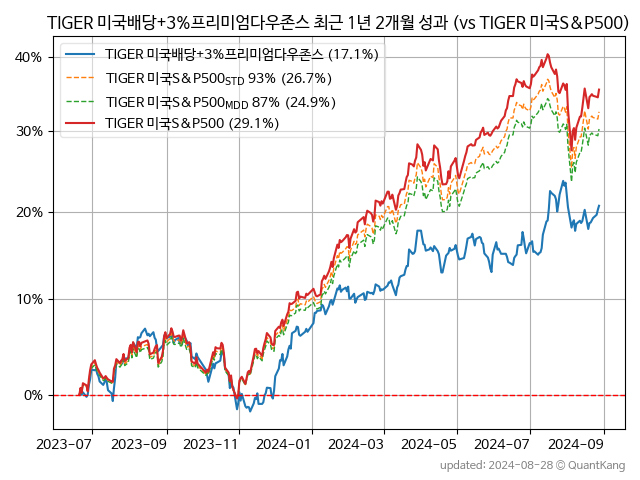 TIGER 미국배당+3%프리미엄다우존스 최근 1년 2개월 성과 (vs TIGER 미국S&P500)
TIGER 미국배당+3%프리미엄다우존스 (17.1%)
TIGER 미국S&P500STD 93% (26.7%)
TIGER 미국S&P500MDD 87% (24.9%)
TIGER 미국S&P500 (29.1%)
40%
30%
20%
10%
0%
2023-07 2023-09 2023-11 2024-01 2024-03 2024-05 2024-07 2024-09
updated: 2024-08-28 © QuantKang